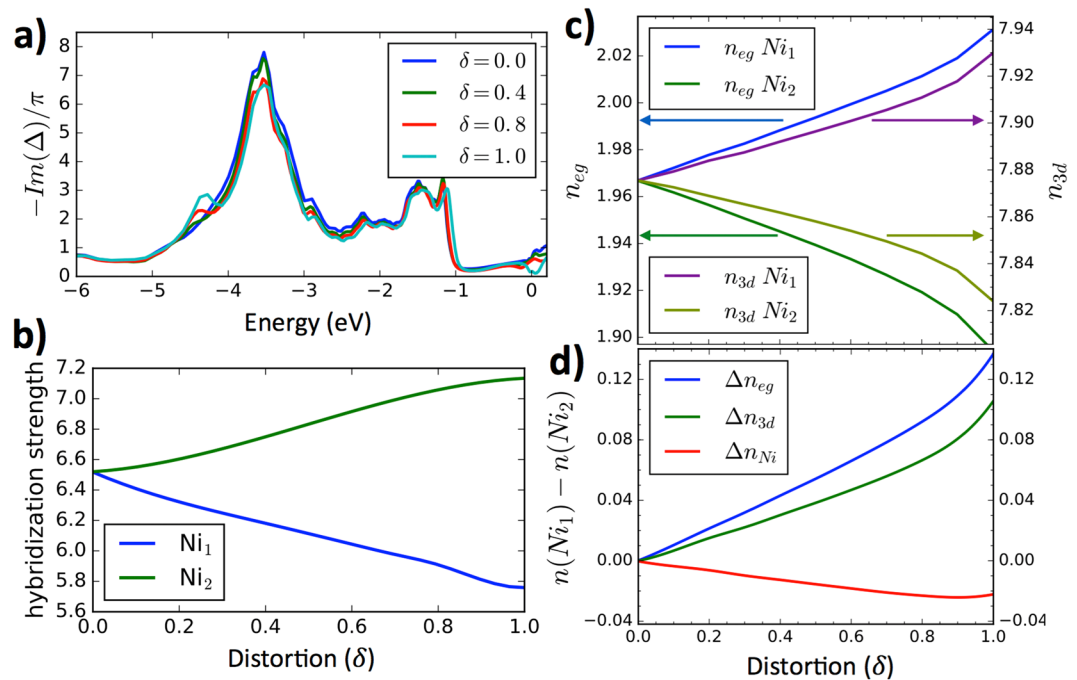 a)
−Im(Δ)/π
8
7
6
5
4
3
2
1
0
δ=0.0
δ=0.4
δ=0.8
δ=1.0
−6 −5 −4 −3 −2 −1 0
Energy (eV)
b)
hybridization strength
7.2
7.0
6.8
6.6
6.4
6.2
6.0
5.8
5.6
Ni₁
Ni₂
0.0 0.2 0.4 0.6 0.8 1.0
Distortion (δ)
c)
n_eg
2.02
2.00
1.98
1.96
1.94
1.92
1.90
n_eg Ni₁
n_eg Ni₂
n_3d Ni₁
n_3d Ni₂
7.94
7.92
7.90
7.88
7.86
7.84
7.82
n_3d
d)
n(Ni₁) − n(Ni₂)
0.12
0.08
0.04
0.00
−0.04
Δn_eg
Δn_3d
Δn_Ni
0.12
0.08
0.04
0.00
−0.04
0.0 0.2 0.4 0.6 0.8 1.0
Distortion (δ)